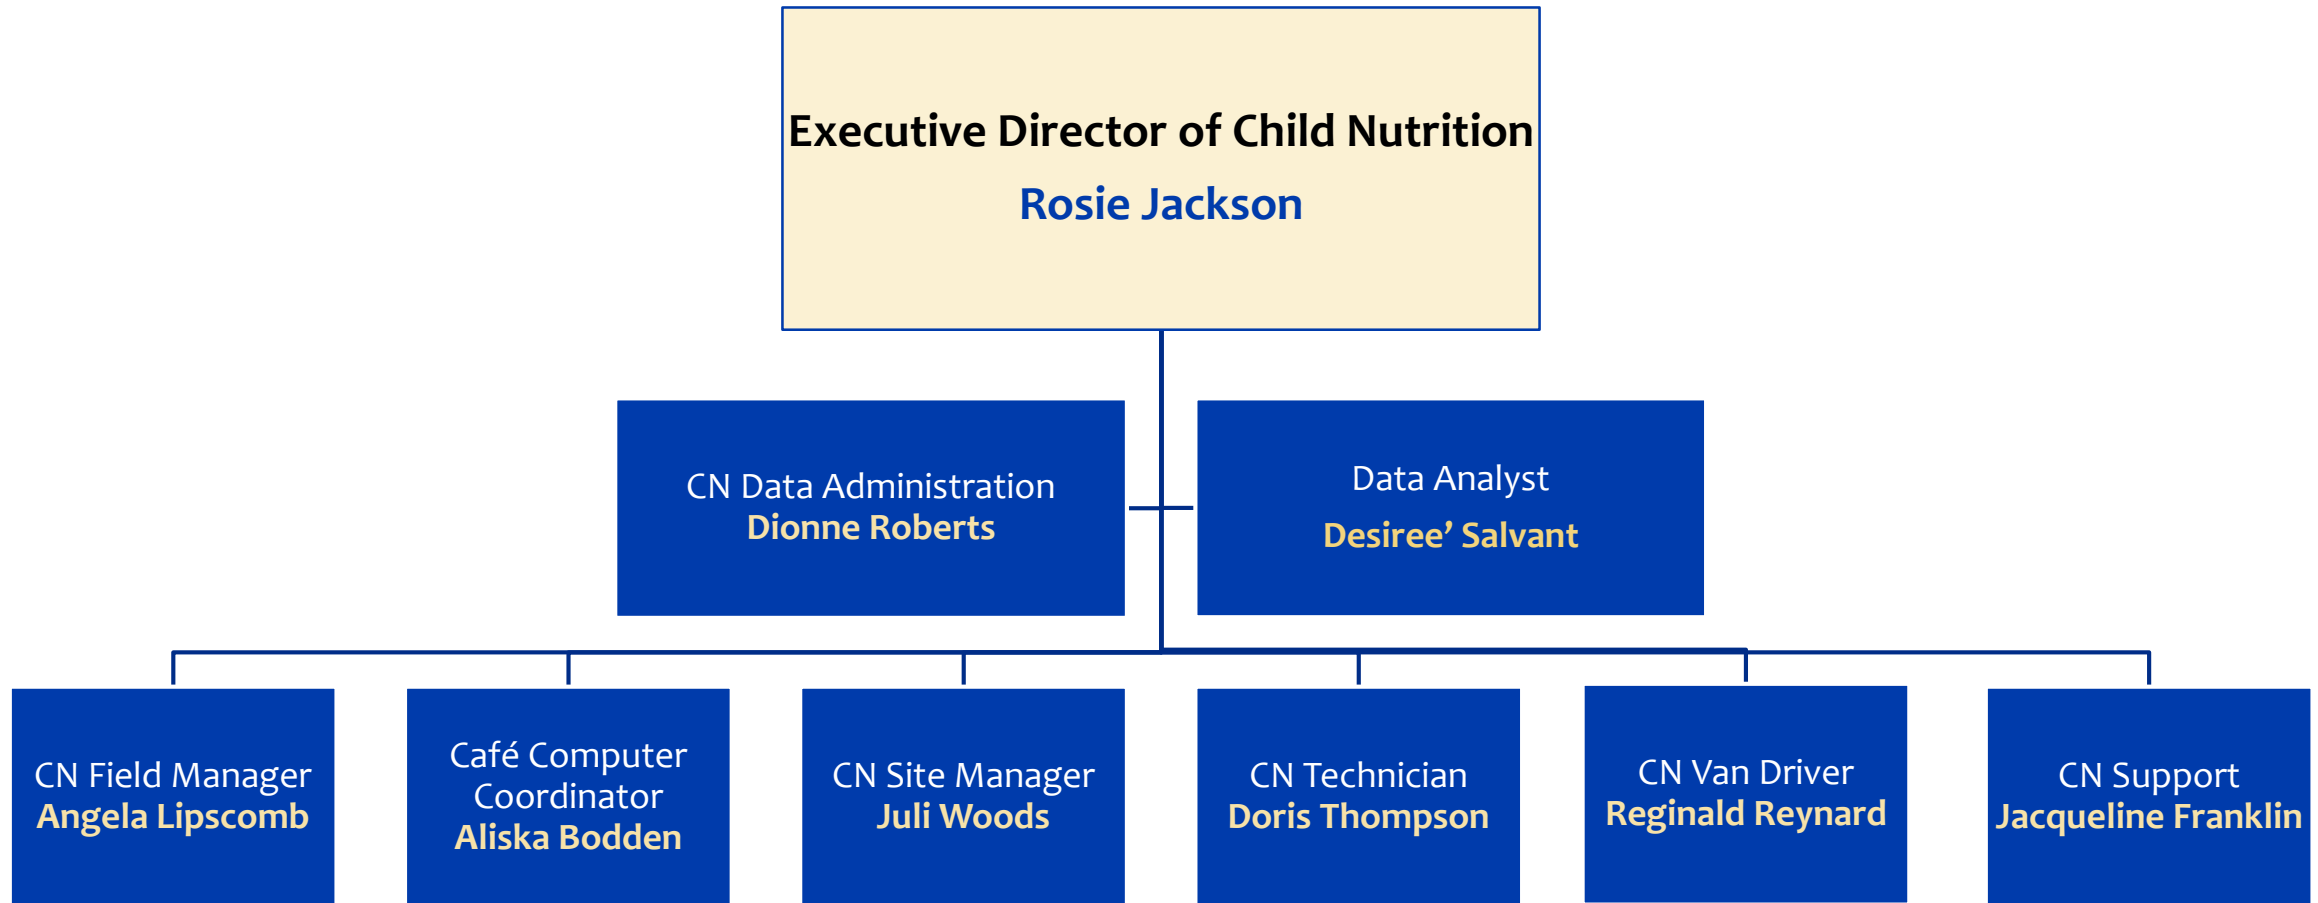 Executive Director of Child Nutrition
Rosie Jackson
CN Data Administration
Dionne Roberts
Data Analyst
Desiree’ Salvant
CN Field Manager
Angela Lipscomb
Café Computer
Coordinator
Aliska Bodden
CN Site Manager
Juli Woods
CN Technician
Doris Thompson
CN Van Driver
Reginald Reynard
CN Support
Jacqueline Franklin